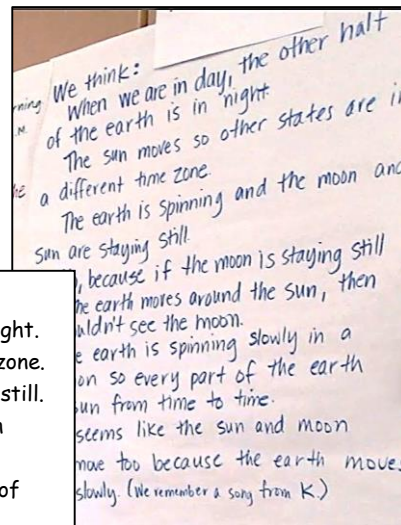 We think:
When we are in day, the other half
of the earth is in night.
The sun moves so other states are in
a different time zone.
The earth is spinning and the moon and
sun are staying still.
because if the moon is staying still
the earth moves around the sun, then
see the moon.
earth is spinning slowly in a
so every part of the earth
from time to time.
seems like the sun and moon
move too because the earth moves
slowly. (We remember a song from K.)
ght.
zone.
still.
of